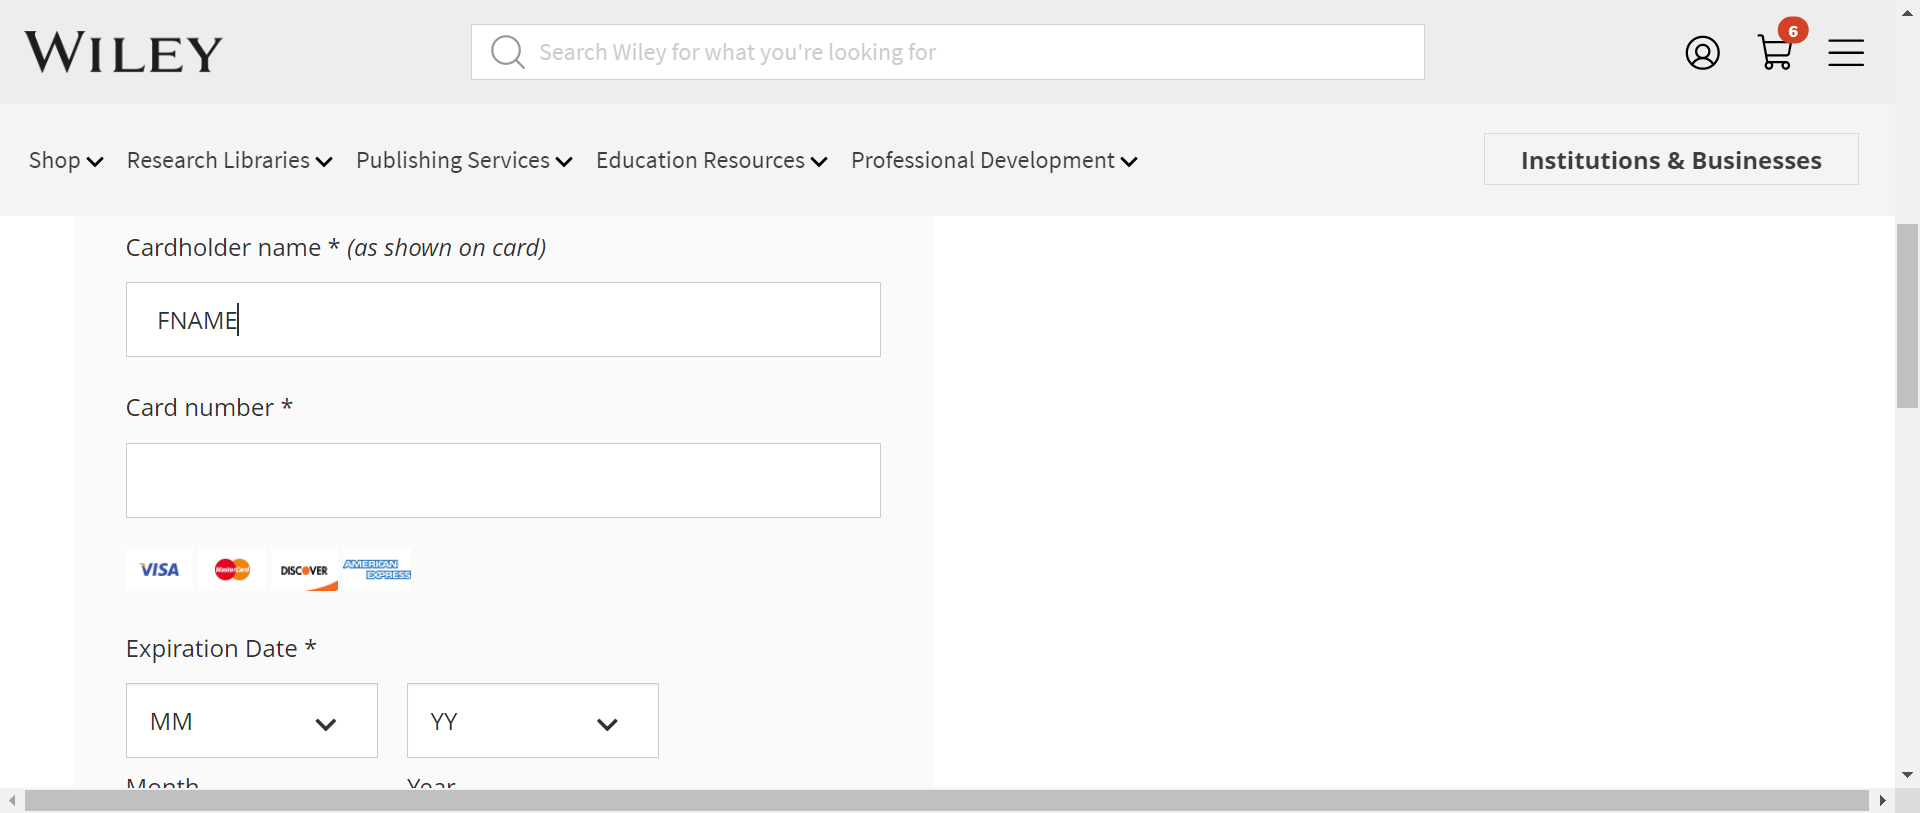 WILEY
Search Wiley for what you're looking for
6
Shop Research Libraries Publishing Services Education Resources Professional Development Institutions & Businesses
Cardholder name * (as shown on card)
FNAME
Card number *
VISA MasterCard DISCOVER AMERICAN EXPRESS
Expiration Date *
MM YY
Month Year